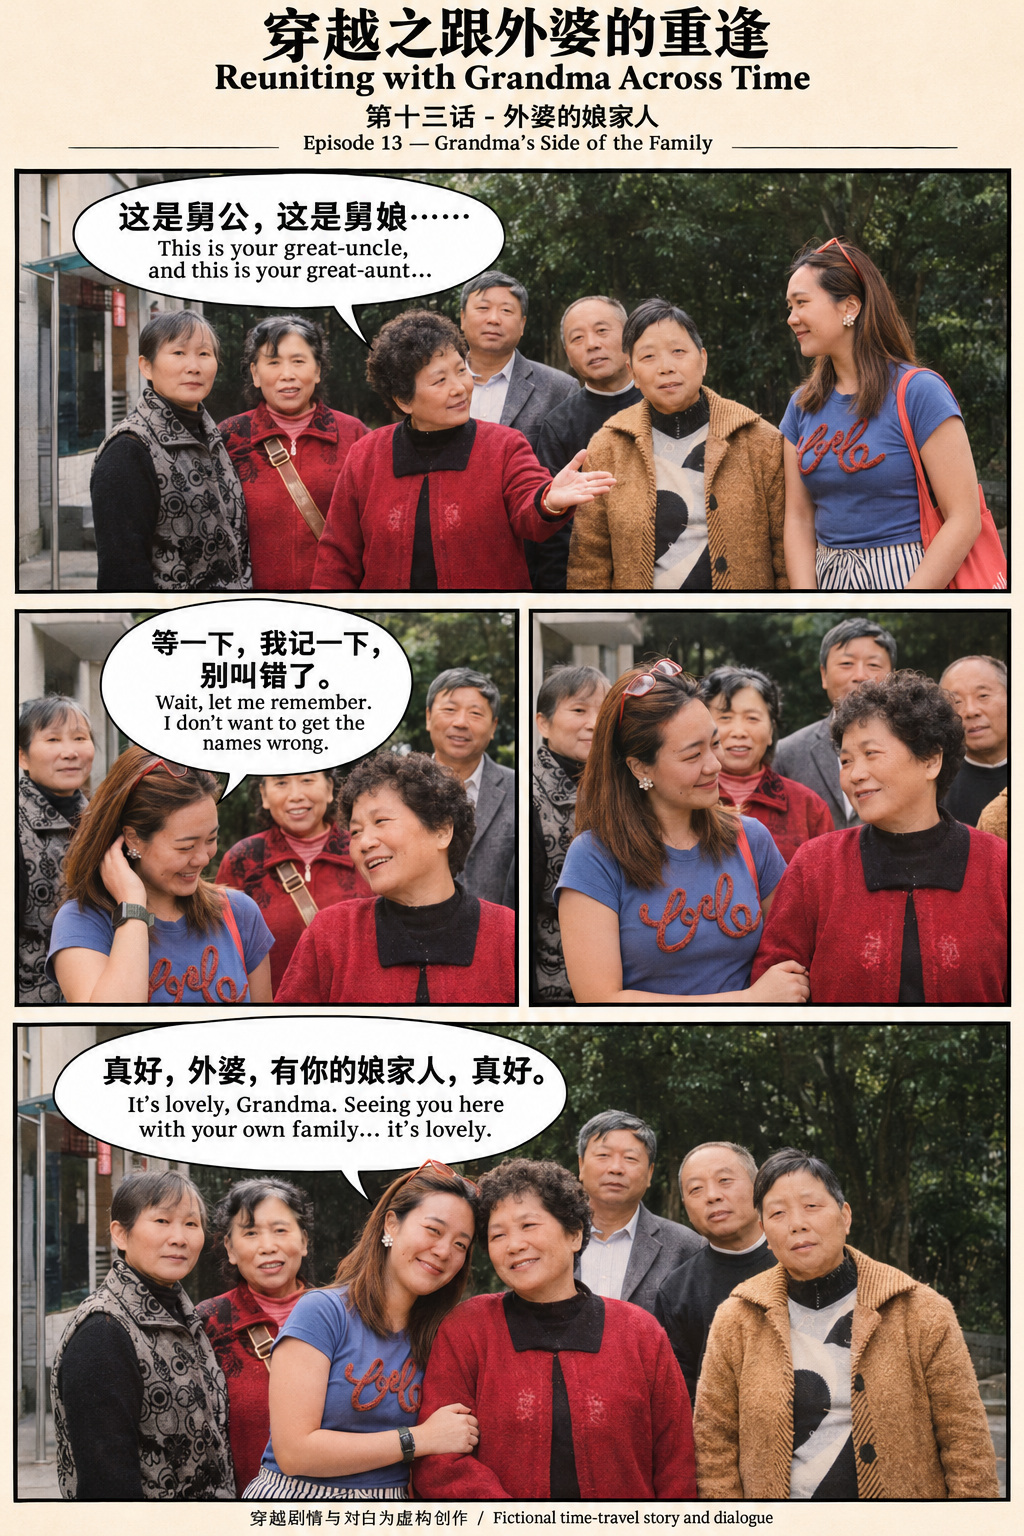 穿越之跟外婆的重逢
Reuniting with Grandma Across Time
第十三话 - 外婆的娘家人
Episode 13 — Grandma's Side of the Family
这是舅公，这是舅娘……
This is your great-uncle,
and this is your great-aunt...
等一下，我记一下，
别叫错了。
Wait, let me remember.
I don't want to get the
names wrong.
真好，外婆，有你的娘家人，真好。
It's lovely, Grandma. Seeing you here
with your own family... it's lovely.
穿越剧情与对白为虚构创作 / Fictional time-travel story and dialogue